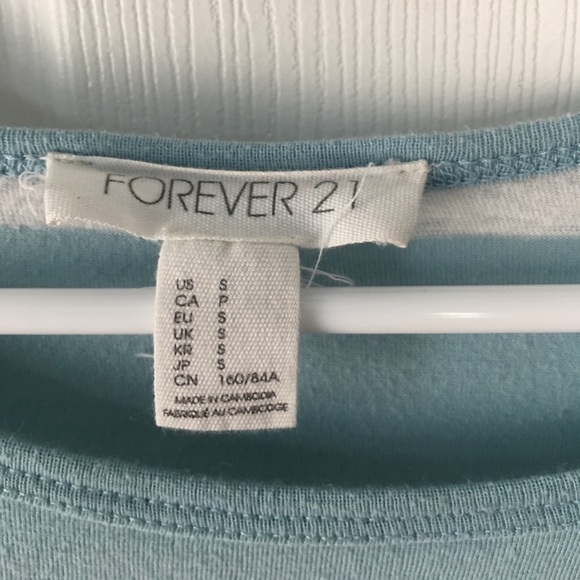 FOREVER 21
US S
CA P
EU S
UK S
KR S
JP S
CN 160/84A
MADE IN CAMBODIA
FABRIQUÉ AU CAMBODGE